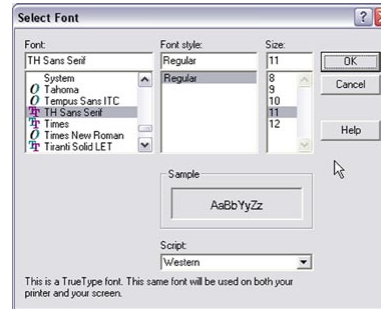 Select Font
Font: Font style: Size:
TH Sans Serif Regular 11 OK
System Regular 8 Cancel
Tahoma 9
Tempus Sans ITC 10
TH Sans Serif 11
Times 12
Times New Roman Help
Tiranti Solid LET
Sample
AaBbYyZz
Script:
Western
This is a TrueType font. This same font will be used on both your
printer and your screen.